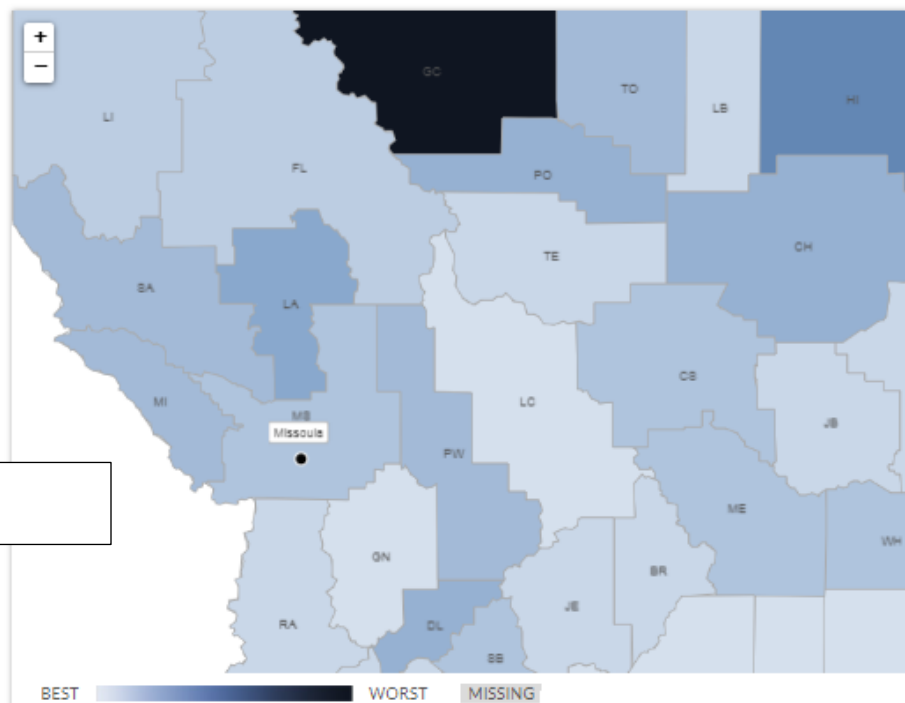 +
−
GC
TO
LB
HI
LI
FL
PO
CH
TE
SA
LA
CS
MI
MS
LC
JB
Missoula
PW
ME
WH
GN
BR
JE
RA
DL
SB
BEST WORST MISSING